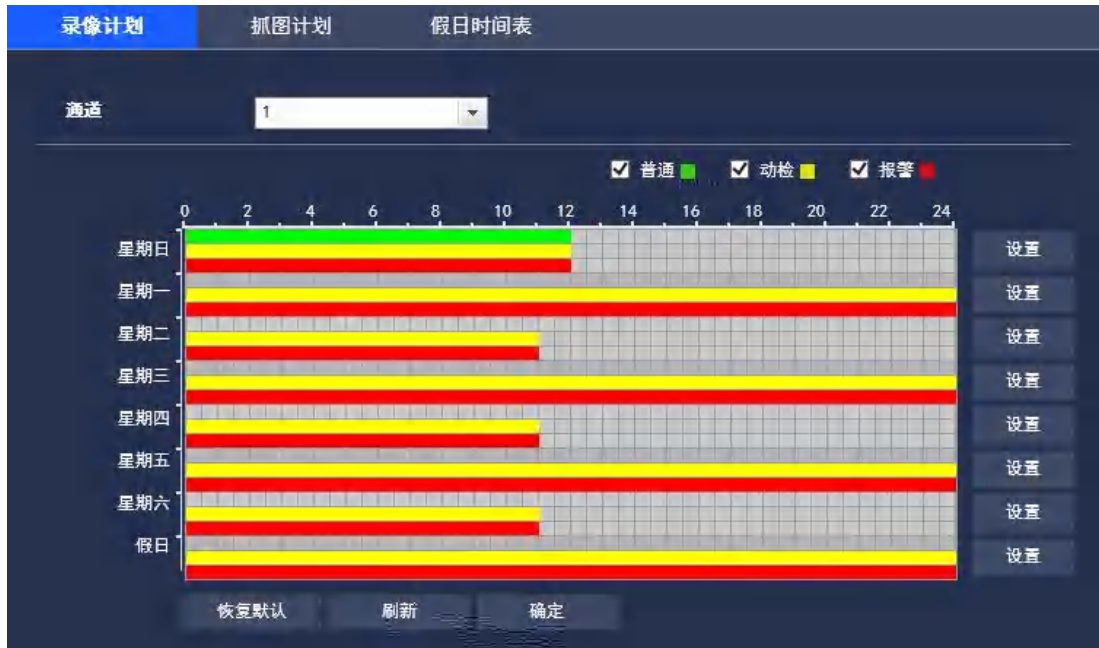 录像计划 抓图计划 假日时间表
通道 1
普通 动检 报警
0 2 4 6 8 10 12 14 16 18 20 22 24
星期日 设置
星期一 设置
星期二 设置
星期三 设置
星期四 设置
星期五 设置
星期六 设置
假日 设置
恢复默认 刷新 确定